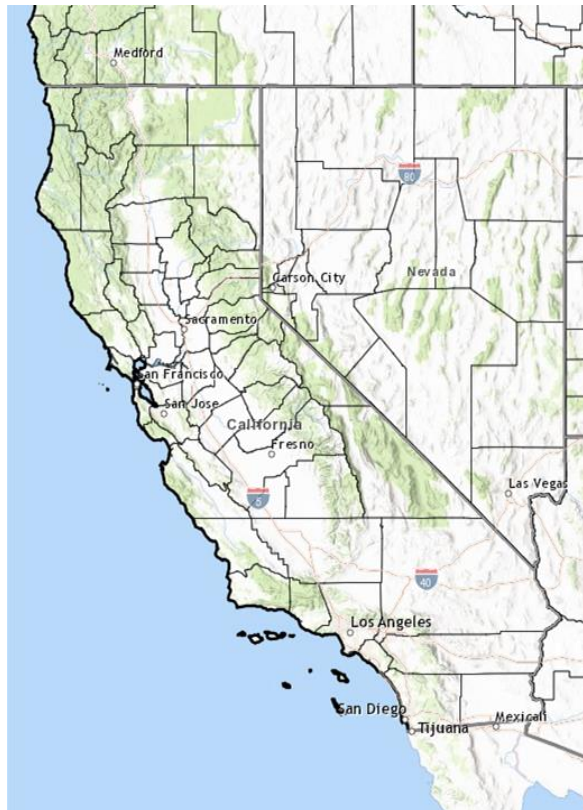 Medford
80
Carson City
Nevada
Sacramento
San Francisco
San Jose
California
Fresno
Las Vegas
5
40
Los Angeles
San Diego
Tijuana
Mexicali